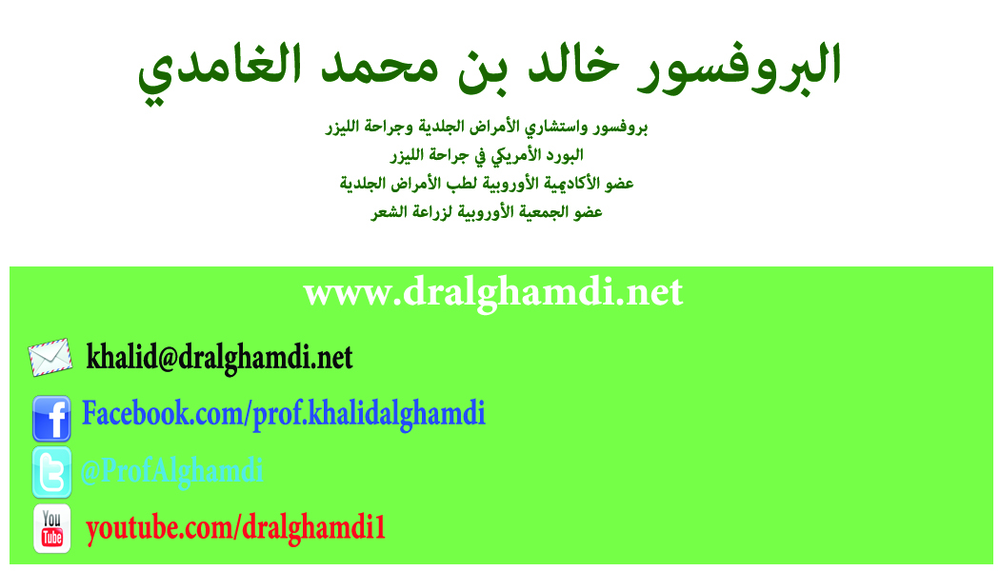 البروفسور خالد بن محمد الغامدي
بروفسور واستشاري الأمراض الجلدية وجراحة الليزر
البورد الأمريكي في جراحة الليزر
عضو الأكاديمية الأوروبية لطب الأمراض الجلدية
عضو الجمعية الأوروبية لزراعة الشعر
www.dralghamdi.net
khalid@dralghamdi.net
f Facebook.com/prof.khalidalghamdi
t @ProfAlghamdi
You Tube youtube.com/dralghamdi1